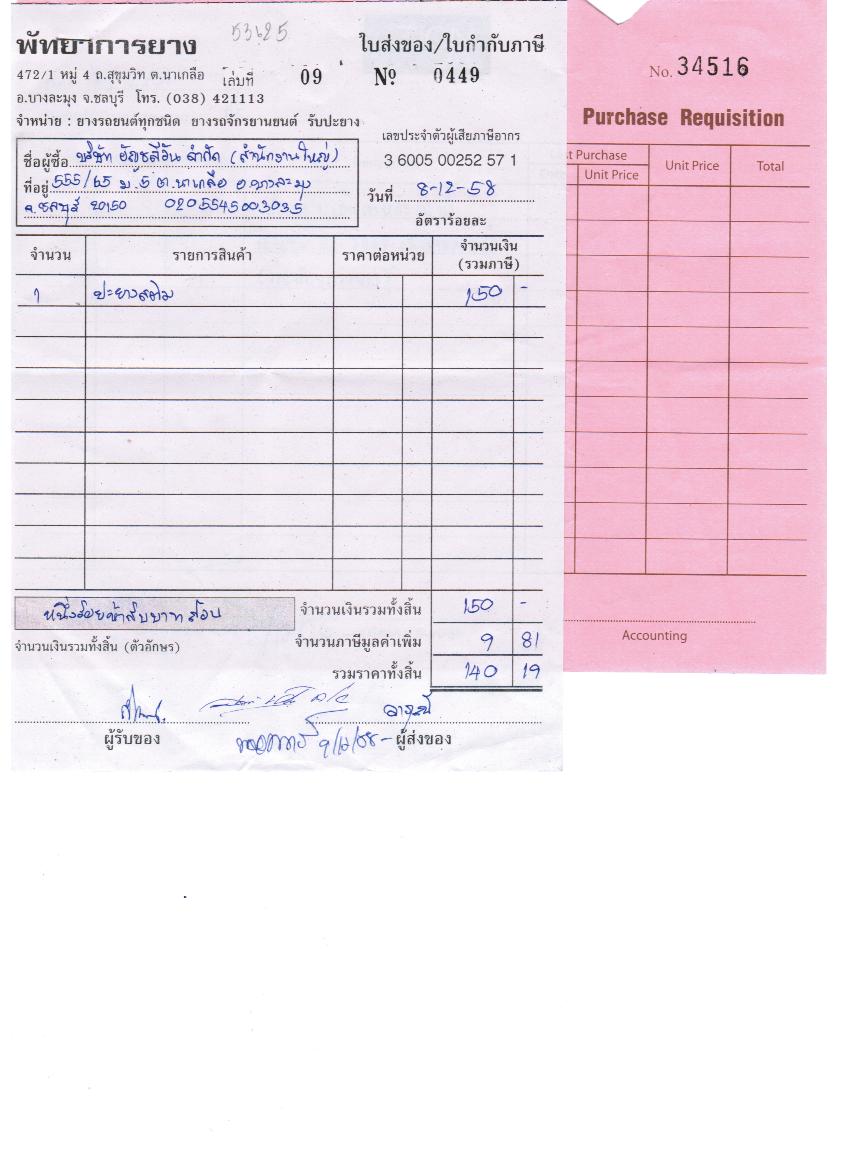 53625
พัทยาการยาง
ใบส่งของ/ใบกำกับภาษี
472/1 หมู่ 4 ถ.สุขุมวิท ต.นาเกลือ เล่มที่ 09 Nº 0449
อ.บางละมุง จ.ชลบุรี โทร. (038) 421113
จำหน่าย : ยางรถยนต์ทุกชนิด ยางรถจักรยานยนต์ รับปะยาง
เลขประจำตัวผู้เสียภาษีอากร
3 6005 00252 57 1
ชื่อผู้ซื้อ บริษัท อัญชลีวัน จำกัด (สำนักงานใหญ่)
ที่อยู่ 555/65 ม.5 ต.นาเกลือ อ.บางละมุง
จ.ชลบุรี 20150 0205545003035
วันที่ 8-12-58
อัตราร้อยละ
จำนวน รายการสินค้า ราคาต่อหน่วย จำนวนเงิน (รวมภาษี)
1 ปะยางสตีม 150 -
หนึ่งร้อยห้าสิบบาทถ้วน จำนวนเงินรวมทั้งสิ้น 150 -
จำนวนเงินรวมทั้งสิ้น (ตัวอักษร) จำนวนภาษีมูลค่าเพิ่ม 9 81
รวมราคาทั้งสิ้น 140 19
ผู้รับของ 9/12/58 - ผู้ส่งของ
No. 34516
Purchase Requisition
Purchase
Unit Price Unit Price Total
Accounting